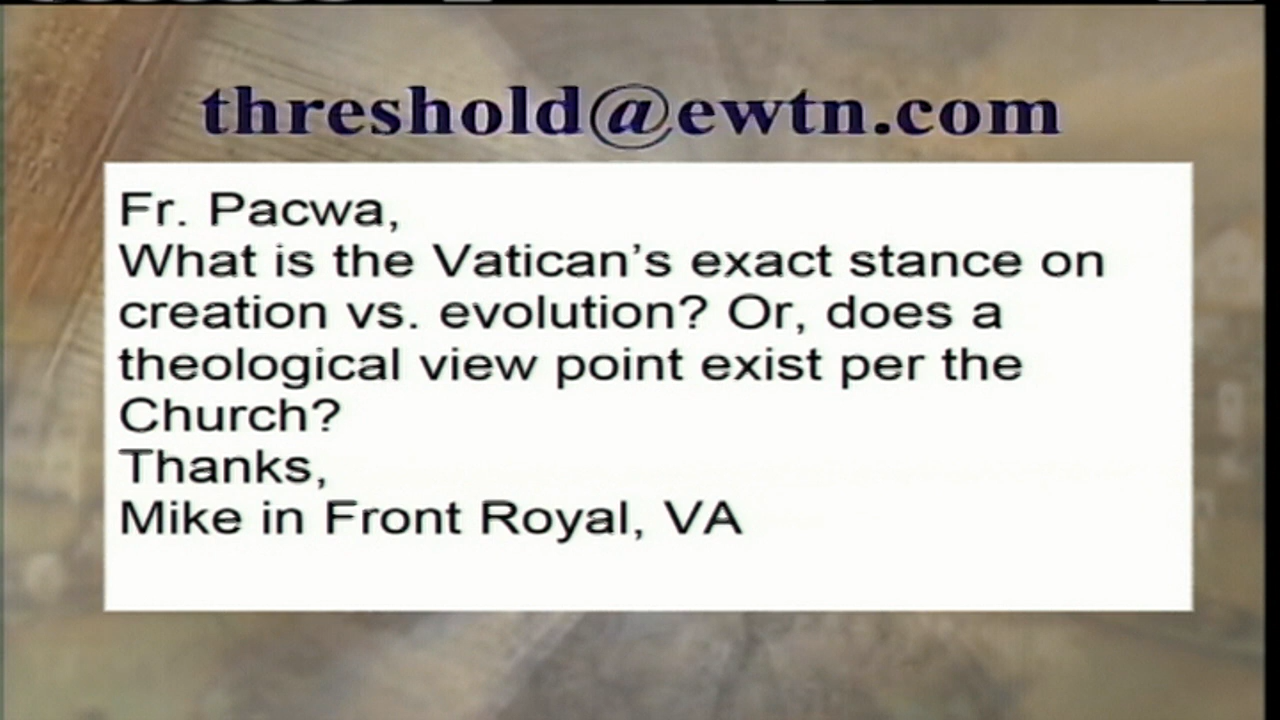 threshold@ewtn.com
Fr. Pacwa,
What is the Vatican’s exact stance on
creation vs. evolution? Or, does a
theological view point exist per the
Church?
Thanks,
Mike in Front Royal, VA